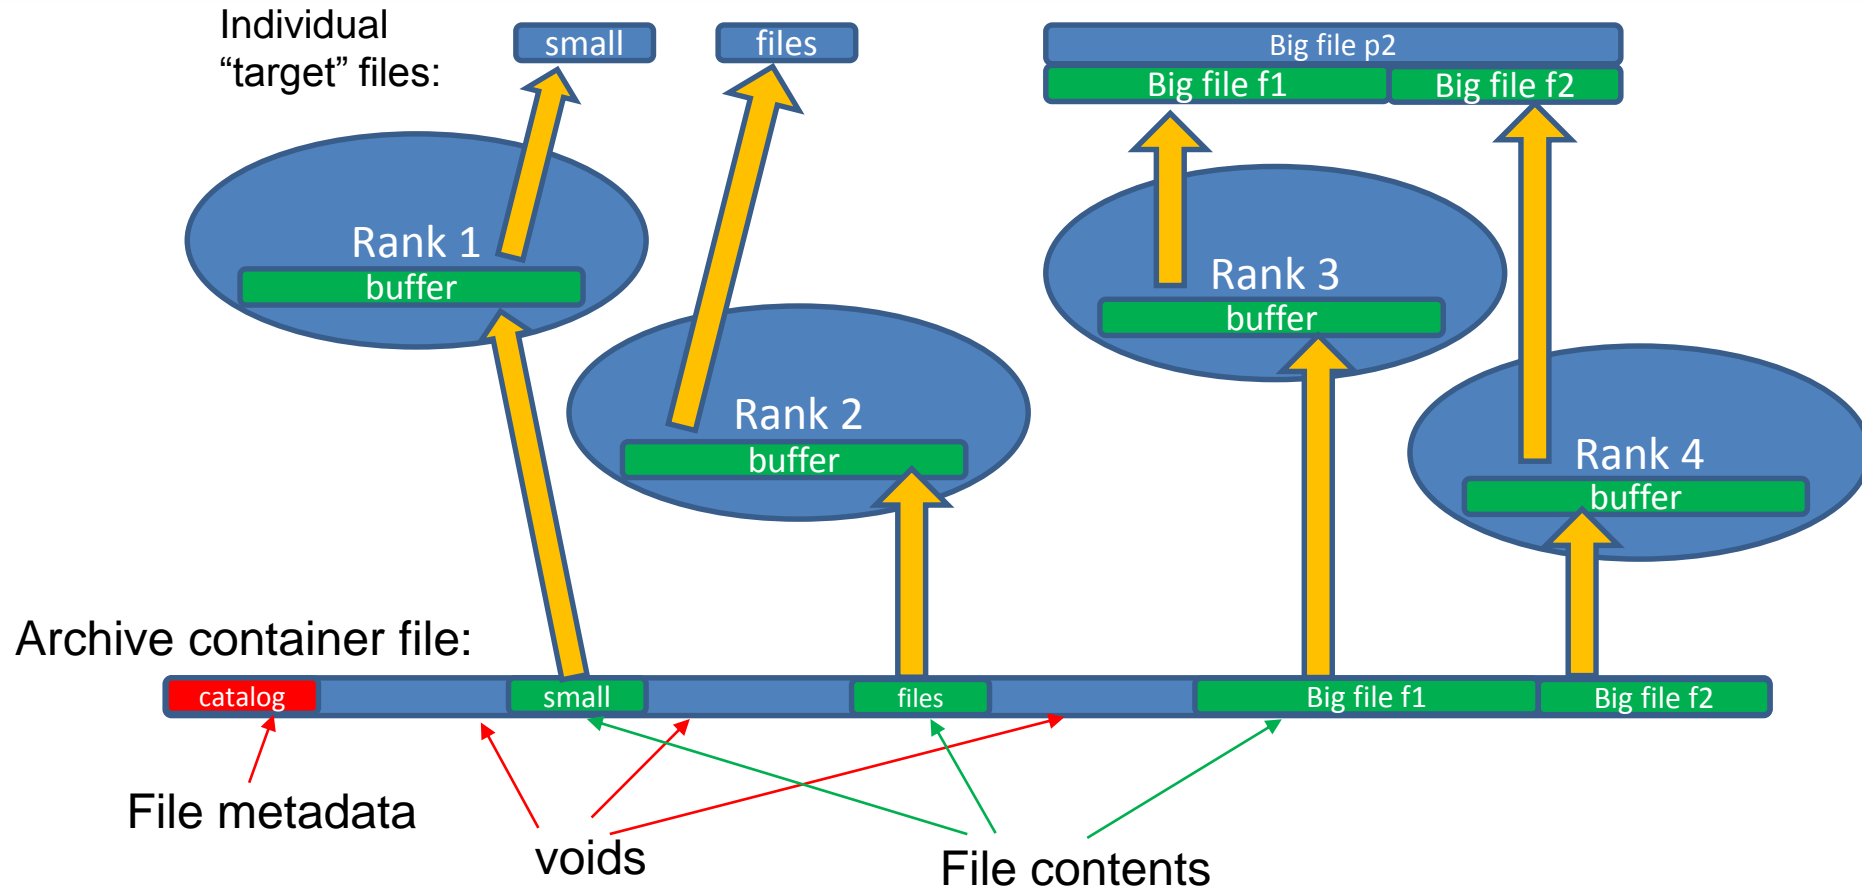 Individual
“target” files:
small
files
Big file p2
Big file f1
Big file f2
Rank 1
buffer
Rank 2
buffer
Rank 3
buffer
Rank 4
buffer
Archive container file:
catalog
small
files
Big file f1
Big file f2
File metadata
voids
File contents